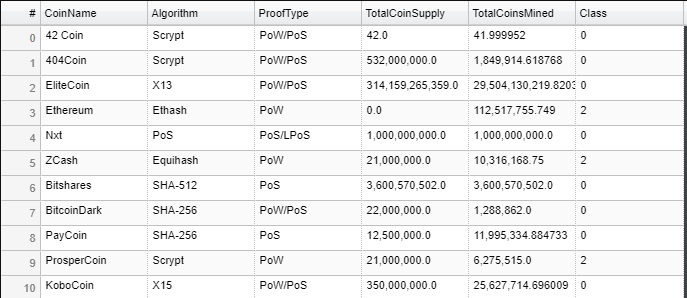 # CoinName Algorithm ProofType TotalCoinSupply TotalCoinsMined Class
0 42 Coin Scrypt PoW/PoS 42.0 41.999952 0
1 404Coin Scrypt PoW/PoS 532,000,000.0 1,849,914.618768 0
2 EliteCoin X13 PoW/PoS 314,159,265,359.0 29,504,130,219.8203 0
3 Ethereum Ethash PoW 0.0 112,517,755.749 2
4 Nxt PoS PoS/LPoS 1,000,000,000.0 1,000,000,000.0 0
5 ZCash Equihash PoW 21,000,000.0 10,316,168.75 2
6 Bitshares SHA-512 PoS 3,600,570,502.0 3,600,570,502.0 0
7 BitcoinDark SHA-256 PoW/PoS 22,000,000.0 1,288,862.0 0
8 PayCoin SHA-256 PoS 12,500,000.0 11,995,334.884733 0
9 ProsperCoin Scrypt PoW 21,000,000.0 6,275,515.0 2
10 KoboCoin X15 PoW/PoS 350,000,000.0 25,627,714.696009 0